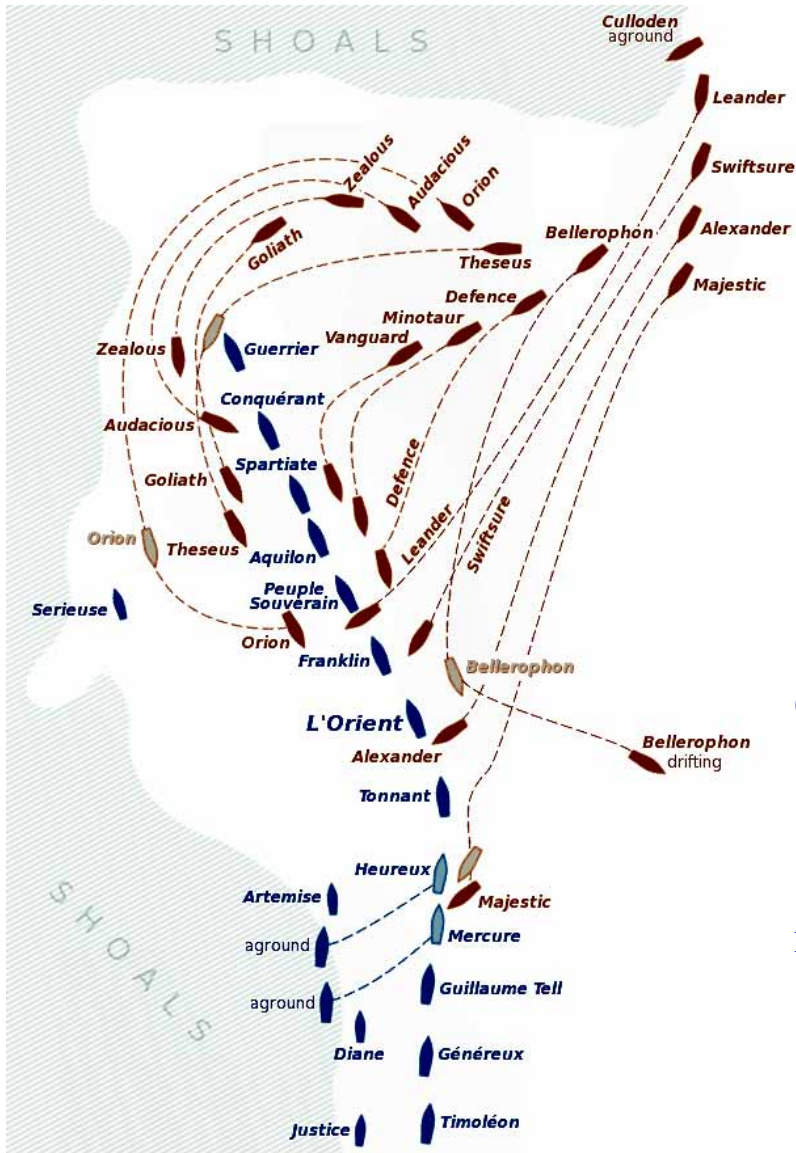 Culloden
aground
SHOALS
Leander
Zealous
Audacious
Orion
Swiftsure
Goliath
Bellerophon
Alexander
Theseus
Majestic
Defence
Minotaur
Vanguard
Zealous
Guerrier
Conquérant
Audacious
Spartiate
Defence
Goliath
Leander
Swiftsure
Orion
Theseus
Aquilon
Peuple
Souverain
Serieuse
Orion
Franklin
Bellerophon
L'Orient
Bellerophon
drifting
Alexander
Tonnant
Heureux
SHOALS
Artemise
Majestic
aground
Mercure
Guillaume Tell
aground
Diane
Généreux
Justice
Timoléon